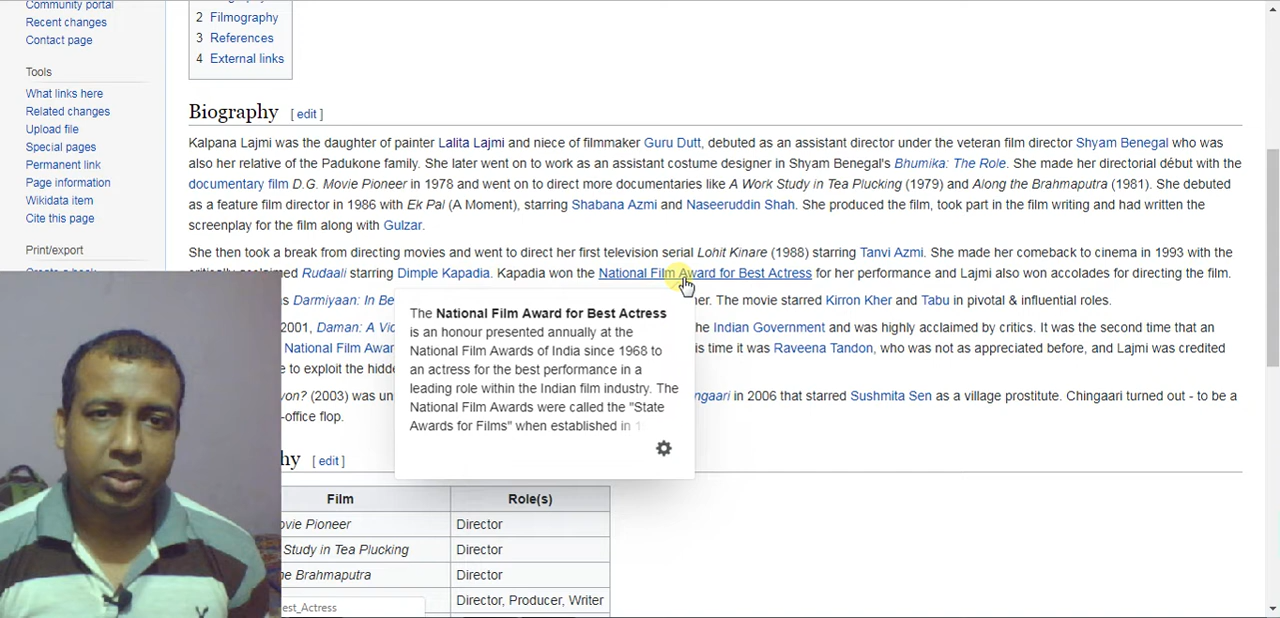 Community portal
Recent changes
Contact page
Tools
What links here
Related changes
Upload file
Special pages
Permanent link
Page information
Wikidata item
Cite this page
Print/export
2 Filmography
3 References
4 External links
Biography [ edit ]
Kalpana Lajmi was the daughter of painter Lalita Lajmi and niece of filmmaker Guru Dutt, debuted as an assistant director under the veteran film director Shyam Benegal who was
also her relative of the Padukone family. She later went on to work as an assistant costume designer in Shyam Benegal's Bhumika: The Role. She made her directorial début with the
documentary film D.G. Movie Pioneer in 1978 and went on to direct more documentaries like A Work Study in Tea Plucking (1979) and Along the Brahmaputra (1981). She debuted
as a feature film director in 1986 with Ek Pal (A Moment), starring Shabana Azmi and Naseeruddin Shah. She produced the film, took part in the film writing and had written the
screenplay for the film along with Gulzar.
She then took a break from directing movies and went to direct her first television serial Lohit Kinare (1988) starring Tanvi Azmi. She made her comeback to cinema in 1993 with the
Rudaali starring Dimple Kapadia. Kapadia won the National Film Award for Best Actress for her performance and Lajmi also won accolades for directing the film.
Darmiyaan: In Be er. The movie starred Kirron Kher and Tabu in pivotal & influential roles.
2001, Daman: A Vic the Indian Government and was highly acclaimed by critics. It was the second time that an
National Film Awar is time it was Raveena Tandon, who was not as appreciated before, and Lajmi was credited
e to exploit the hidde
von? (2003) was un ngaari in 2006 that starred Sushmita Sen as a village prostitute. Chingaari turned out - to be a
-office flop.
The National Film Award for Best Actress
is an honour presented annually at the
National Film Awards of India since 1968 to
an actress for the best performance in a
leading role within the Indian film industry. The
National Film Awards were called the "State
Awards for Films" when established in 1
hy [ edit ]
Film Role(s)
ovie Pioneer Director
Study in Tea Plucking Director
he Brahmaputra Director
Director, Producer, Writer
est_Actress